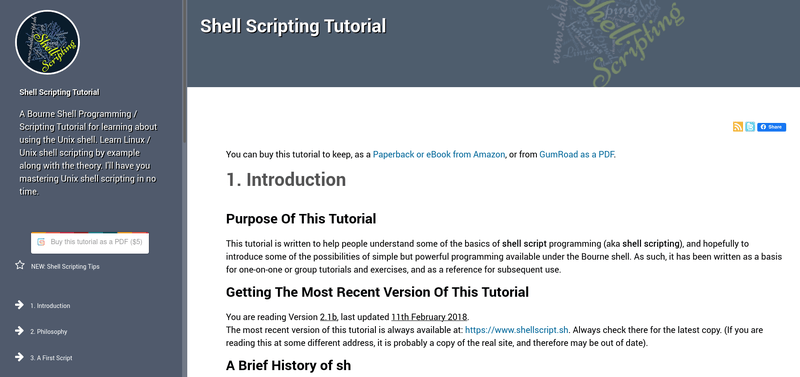 Shell Scripting
Shell Scripting Tutorial
A Bourne Shell Programming /
Scripting Tutorial for learning about
using the Unix shell. Learn Linux /
Unix shell scripting by example
along with the theory. I'll have you
mastering Unix shell scripting in no
time.
Buy this tutorial as a PDF ($5)
NEW: Shell Scripting Tips
1. Introduction
2. Philosophy
3. A First Script
Shell Scripting Tutorial
Shell
Scripting
Share
You can buy this tutorial to keep, as a Paperback or eBook from Amazon, or from GumRoad as a PDF.
1. Introduction
Purpose Of This Tutorial
This tutorial is written to help people understand some of the basics of shell script programming (aka shell scripting), and hopefully to
introduce some of the possibilities of simple but powerful programming available under the Bourne shell. As such, it has been written as a basis
for one-on-one or group tutorials and exercises, and as a reference for subsequent use.
Getting The Most Recent Version Of This Tutorial
You are reading Version 2.1b, last updated 11th February 2018.
The most recent version of this tutorial is always available at: https://www.shellscript.sh. Always check there for the latest copy. (If you are
reading this at some different address, it is probably a copy of the real site, and therefore may be out of date).
A Brief History of sh